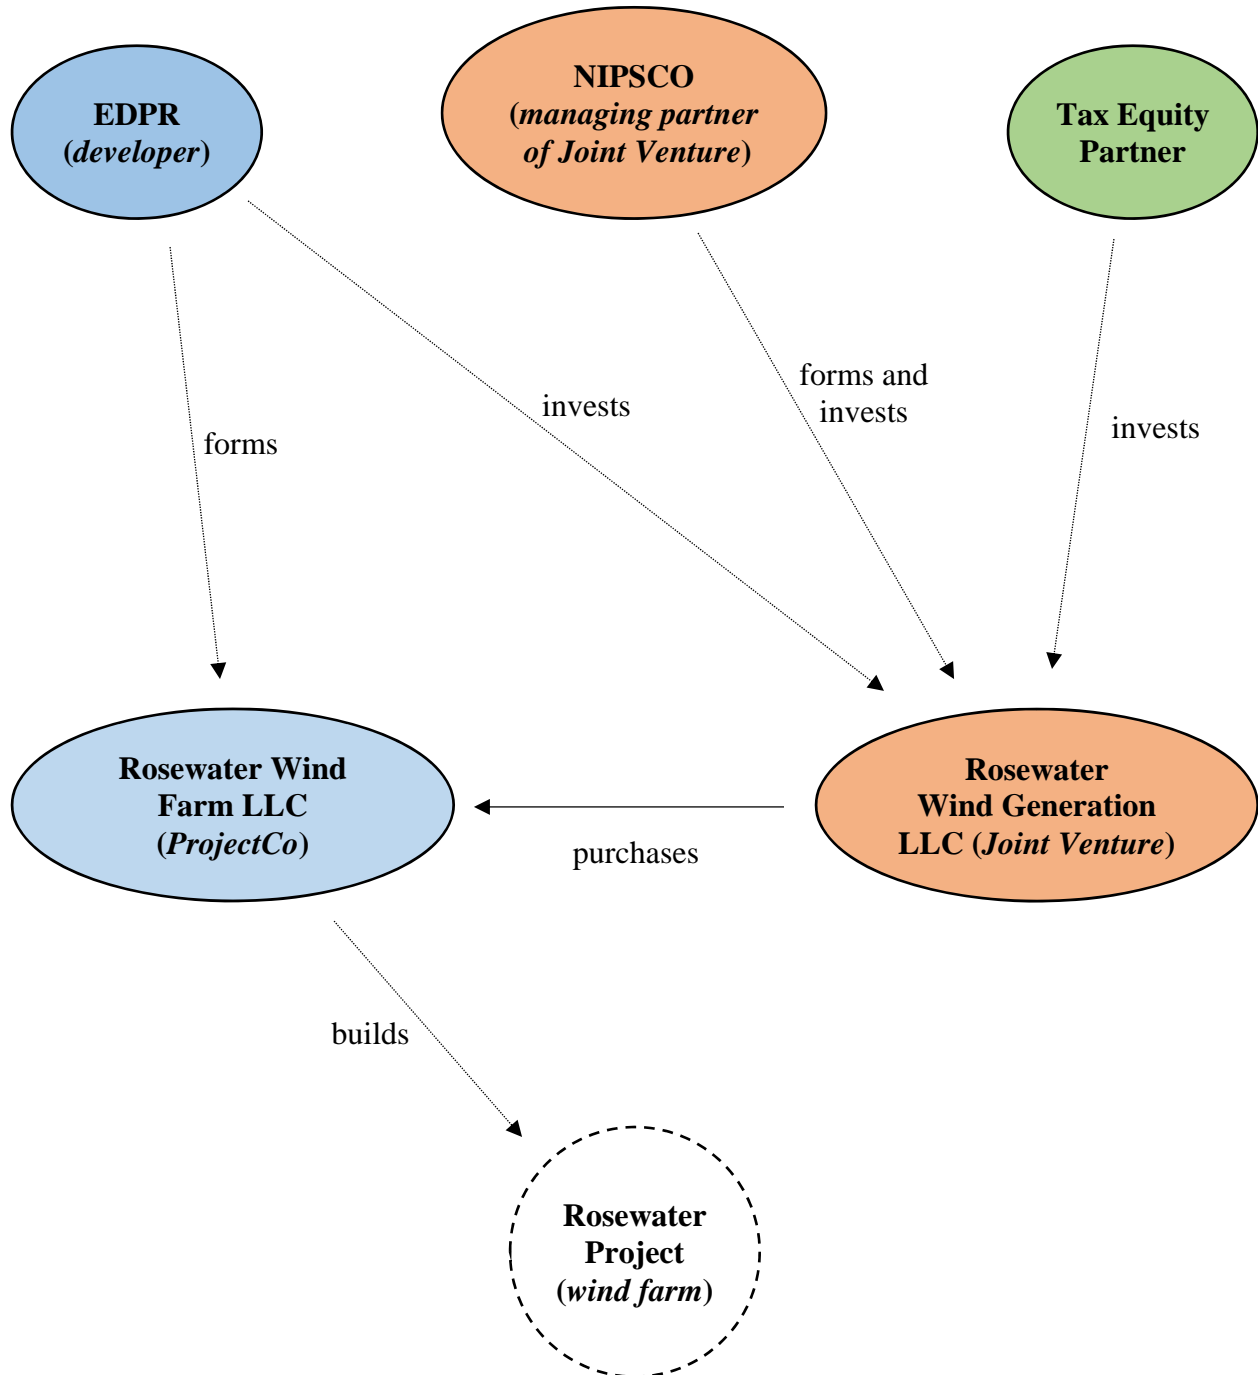 EDPR
(developer)
NIPSCO
(managing partner
of Joint Venture)
Tax Equity
Partner
forms
invests
forms and
invests
invests
Rosewater Wind
Farm LLC
(ProjectCo)
purchases
Rosewater
Wind Generation
LLC (Joint Venture)
builds
Rosewater
Project
(wind farm)